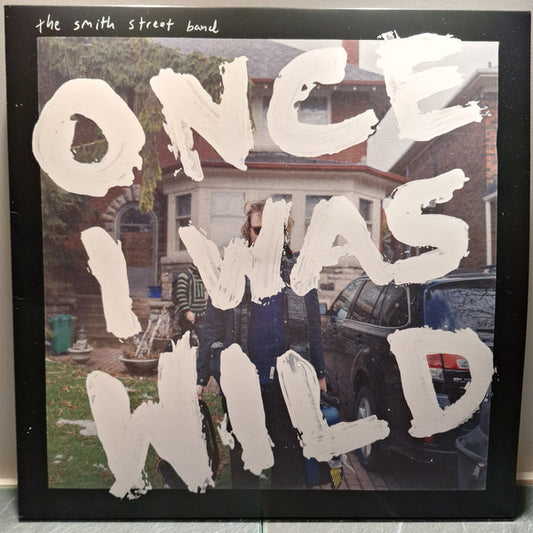 the smith street band
ONCE
I WAS
WILD